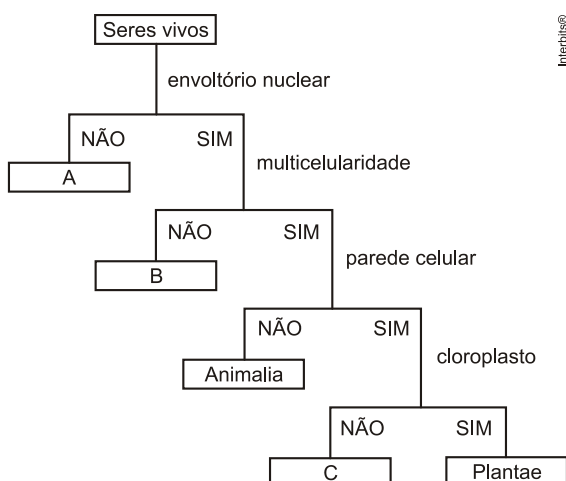 Seres vivos
Interbits®
envoltório nuclear
NÃO SIM
A
multicelularidade
NÃO SIM
B
parede celular
NÃO SIM
Animalia
cloroplasto
NÃO SIM
C Plantae